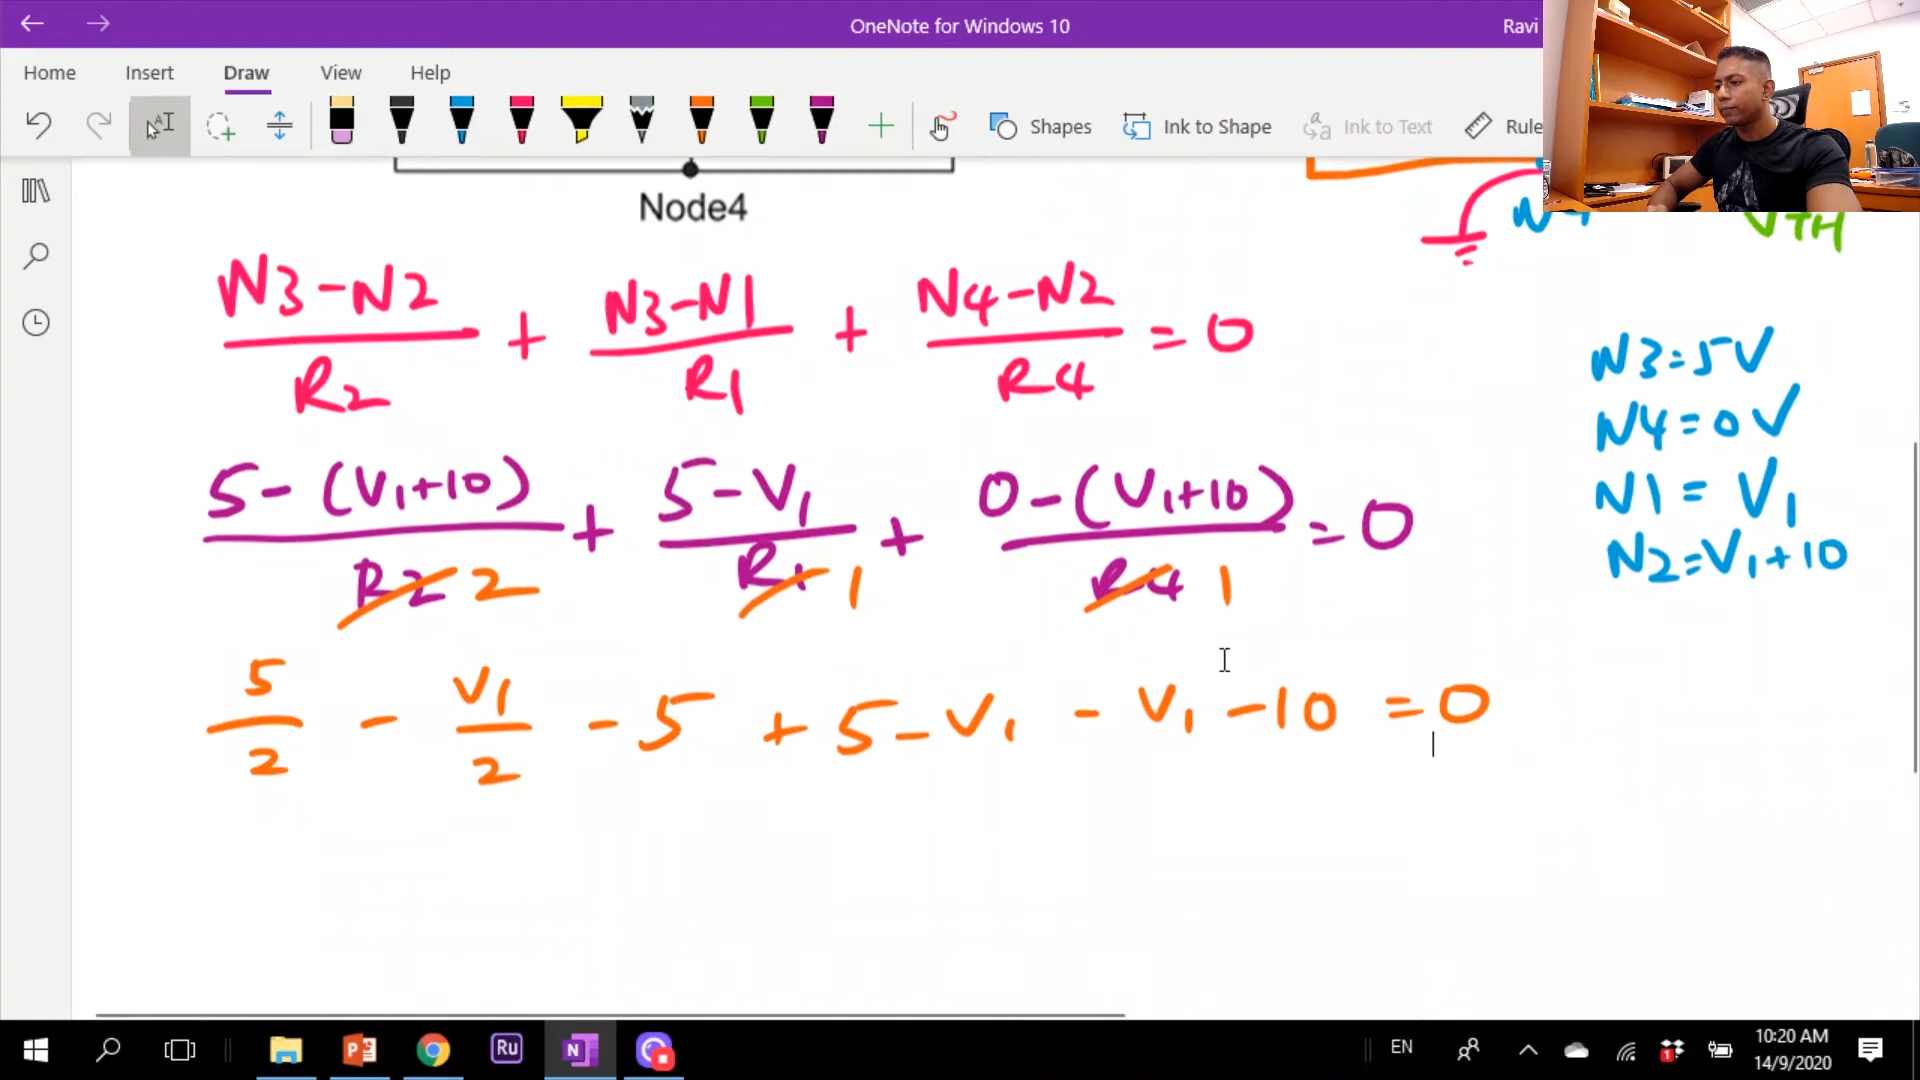 OneNote for Windows 10
Ravi
Home Insert Draw View Help
Shapes Ink to Shape Ink to Text Rule
Node4
VTH
N3-N2/R2 + N3-N1/R1 + N4-N2/R4 = 0
N3=5V
N4=0V
N1=V1
N2=V1+10
5-(V1+10)/R2 2 + 5-V1/R1 1 + 0-(V1+10)/R4 1 = 0
5/2 - V1/2 - 5 + 5 - V1 - V1 - 10 = 0
Ru
EN
10:20 AM
14/9/2020